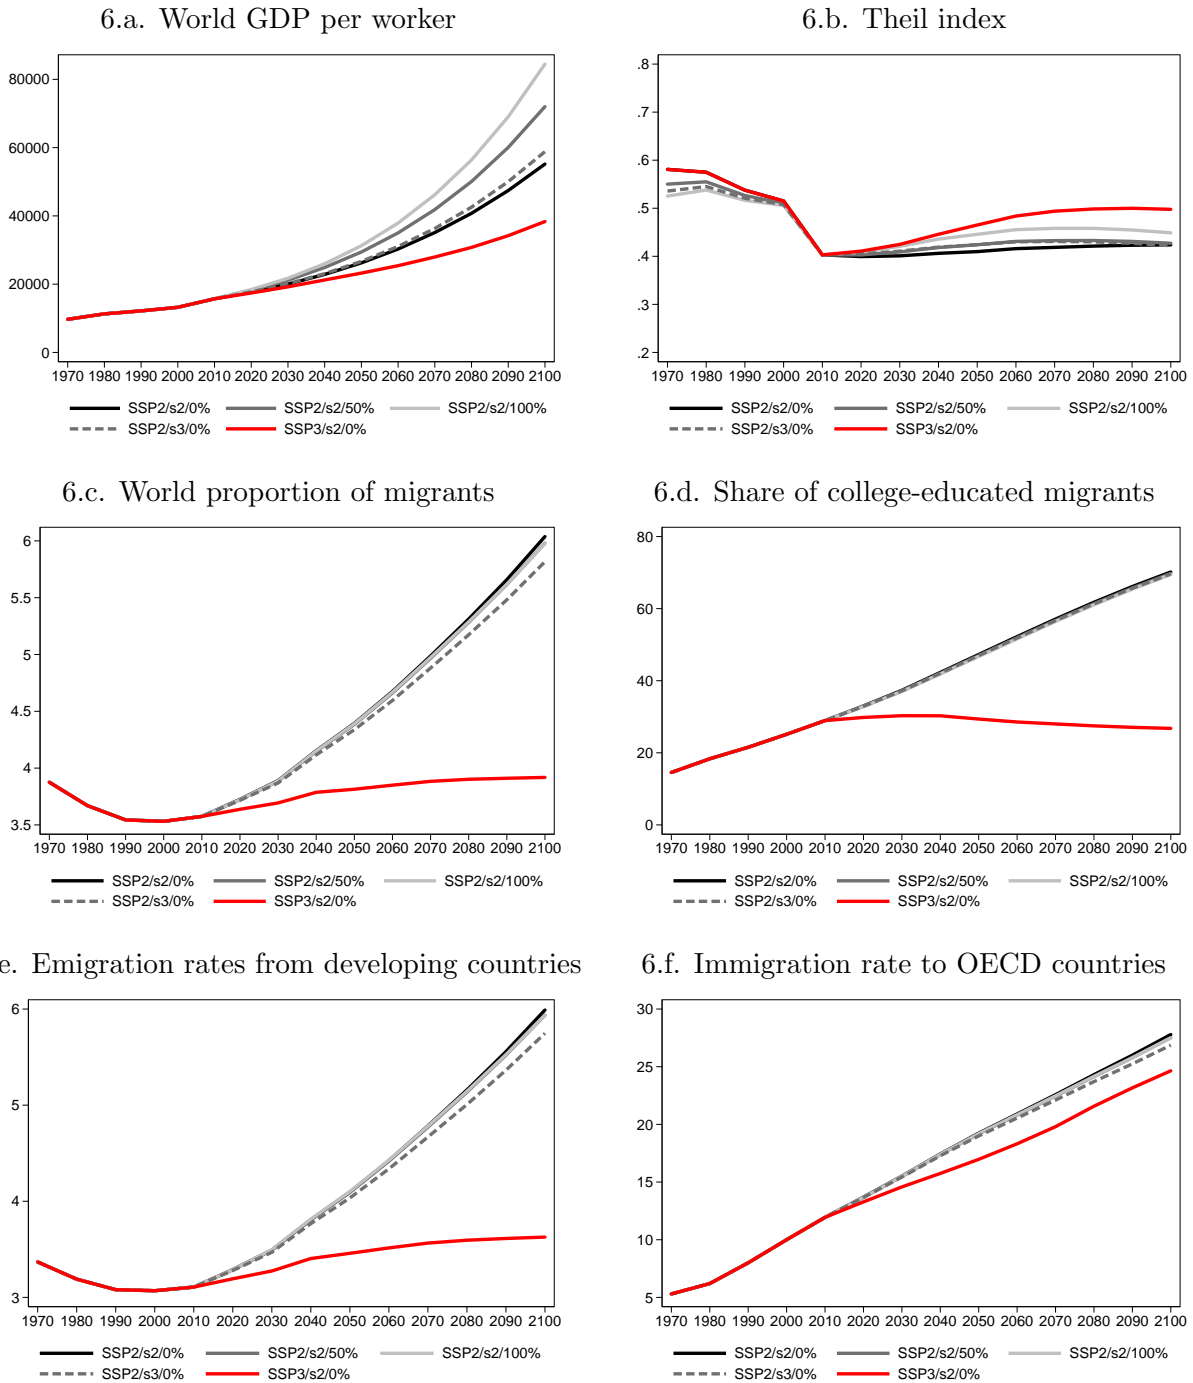 6.a. World GDP per worker
80000
60000
40000
20000
0
1970 1980 1990 2000 2010 2020 2030 2040 2050 2060 2070 2080 2090 2100
SSP2/s2/0% SSP2/s2/50% SSP2/s2/100%
SSP2/s3/0% SSP3/s2/0%
6.b. Theil index
.8
.7
.6
.5
.4
.3
.2
1970 1980 1990 2000 2010 2020 2030 2040 2050 2060 2070 2080 2090 2100
SSP2/s2/0% SSP2/s2/50% SSP2/s2/100%
SSP2/s3/0% SSP3/s2/0%
6.c. World proportion of migrants
6
5.5
5
4.5
4
3.5
1970 1980 1990 2000 2010 2020 2030 2040 2050 2060 2070 2080 2090 2100
SSP2/s2/0% SSP2/s2/50% SSP2/s2/100%
SSP2/s3/0% SSP3/s2/0%
6.d. Share of college-educated migrants
80
60
40
20
0
1970 1980 1990 2000 2010 2020 2030 2040 2050 2060 2070 2080 2090 2100
SSP2/s2/0% SSP2/s2/50% SSP2/s2/100%
SSP2/s3/0% SSP3/s2/0%
e. Emigration rates from developing countries
6
5
4
3
1970 1980 1990 2000 2010 2020 2030 2040 2050 2060 2070 2080 2090 2100
SSP2/s2/0% SSP2/s2/50% SSP2/s2/100%
SSP2/s3/0% SSP3/s2/0%
6.f. Immigration rate to OECD countries
30
25
20
15
10
5
1970 1980 1990 2000 2010 2020 2030 2040 2050 2060 2070 2080 2090 2100
SSP2/s2/0% SSP2/s2/50% SSP2/s2/100%
SSP2/s3/0% SSP3/s2/0%